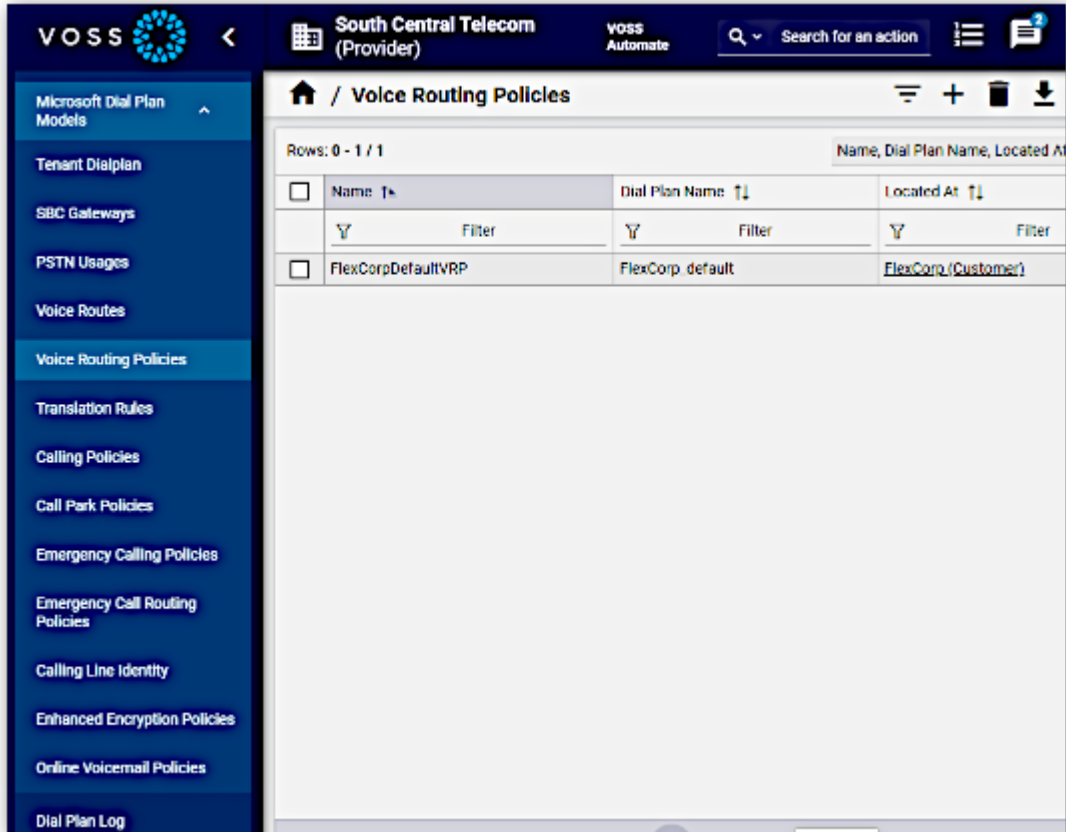 VOSS
South Central Telecom
(Provider)
VOSS
Automate
Search for an action
2
Microsoft Dial Plan
Models
Tenant Dialplan
SBC Gateways
PSTN Usages
Voice Routes
Voice Routing Policies
Translation Rules
Calling Policies
Call Park Policies
Emergency Calling Policies
Emergency Call Routing
Policies
Calling Line Identity
Enhanced Encryption Policies
Online Voicemail Policies
Dial Plan Log
/ Voice Routing Policies
Rows: 0 - 1 / 1
Name, Dial Plan Name, Located At
Name Dial Plan Name Located At
Filter Filter Filter
FlexCorpDefaultVRP FlexCorp_default FlexCorp (Customer)